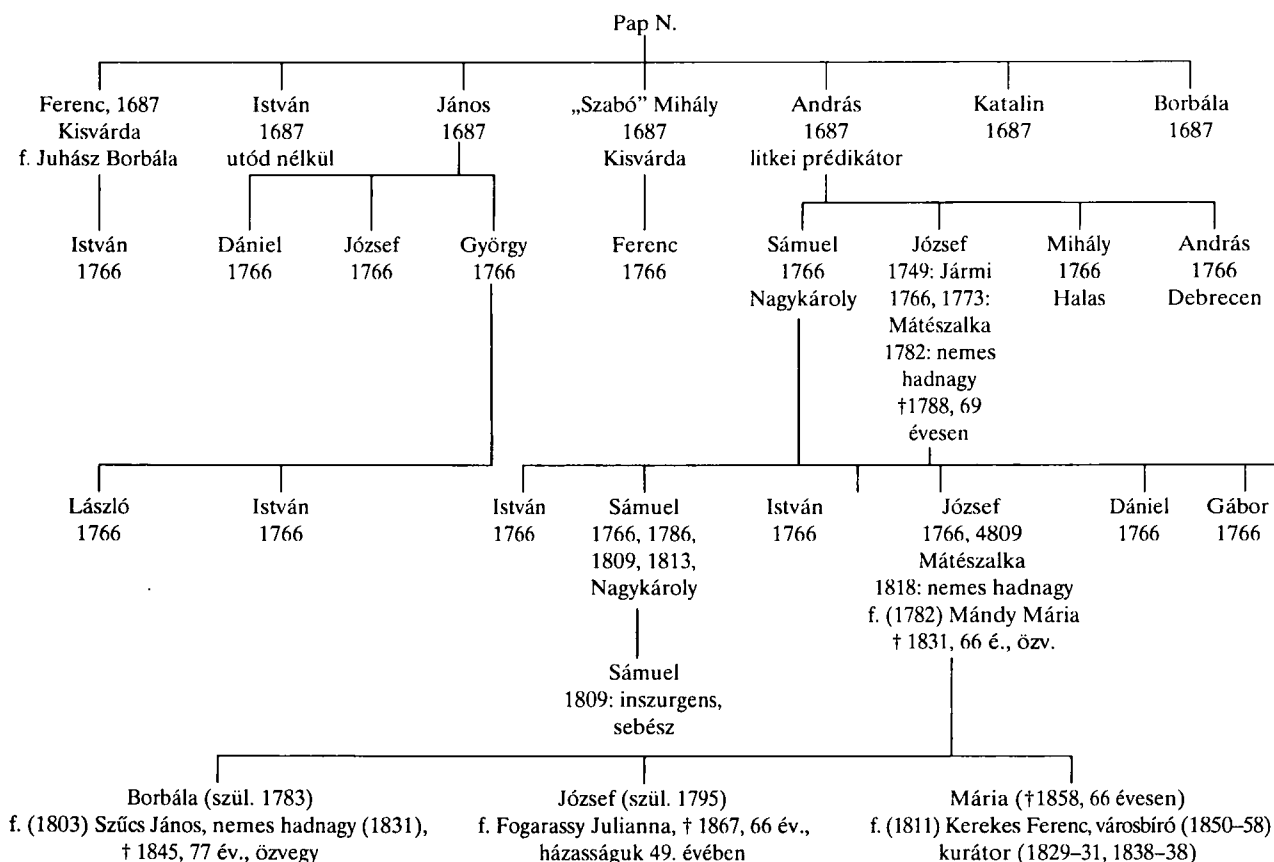 Pap N.
Ferenc, 1687
Kisvárda
f. Juhász Borbála
István
1687
utód nélkül
János
1687
„Szabó” Mihály
1687
Kisvárda
András
1687
litkei prédikátor
Katalin
1687
Borbála
1687
István
1766
Dániel
1766
József
1766
György
1766
Ferenc
1766
Sámuel
1766
Nagykároly
József
1749: Jármi
1766, 1773:
Mátészalka
1782: nemes
hadnagy
†1788, 69
évesen
Mihály
1766
Halas
András
1766
Debrecen
László
1766
István
1766
István
1766
Sámuel
1766, 1786,
1809, 1813,
Nagykároly
István
1766
József
1766, 4809
Mátészalka
1818: nemes hadnagy
f. (1782) Mándy Mária
† 1831, 66 é., özv.
Dániel
1766
Gábor
1766
Sámuel
1809: inszurgens,
sebész
Borbála (szül. 1783)
f. (1803) Szűcs János, nemes hadnagy (1831),
† 1845, 77 év., özvegy
József (szül. 1795)
f. Fogarassy Julianna, † 1867, 66 év.,
házasságuk 49. évében
Mária (†1858, 66 évesen)
f. (1811) Kerekes Ferenc, városbíró (1850–58)
kurátor (1829–31, 1838–38)